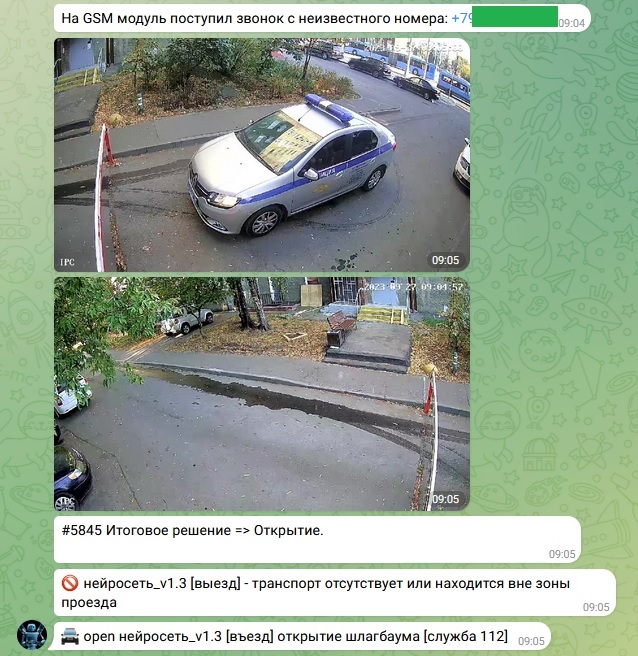 На GSM модуль поступил звонок с неизвестного номера: +79
09:04
IPC
09:05
2023-09-27 09:04:57
IPC
09:05
#5845 Итоговое решение => Открытие.
09:05
нейросеть_v1.3 [выезд] - транспорт отсутствует или находится вне зоны
проезда
09:05
open нейросеть_v1.3 [въезд] открытие шлагбаума [служба 112]
09:05